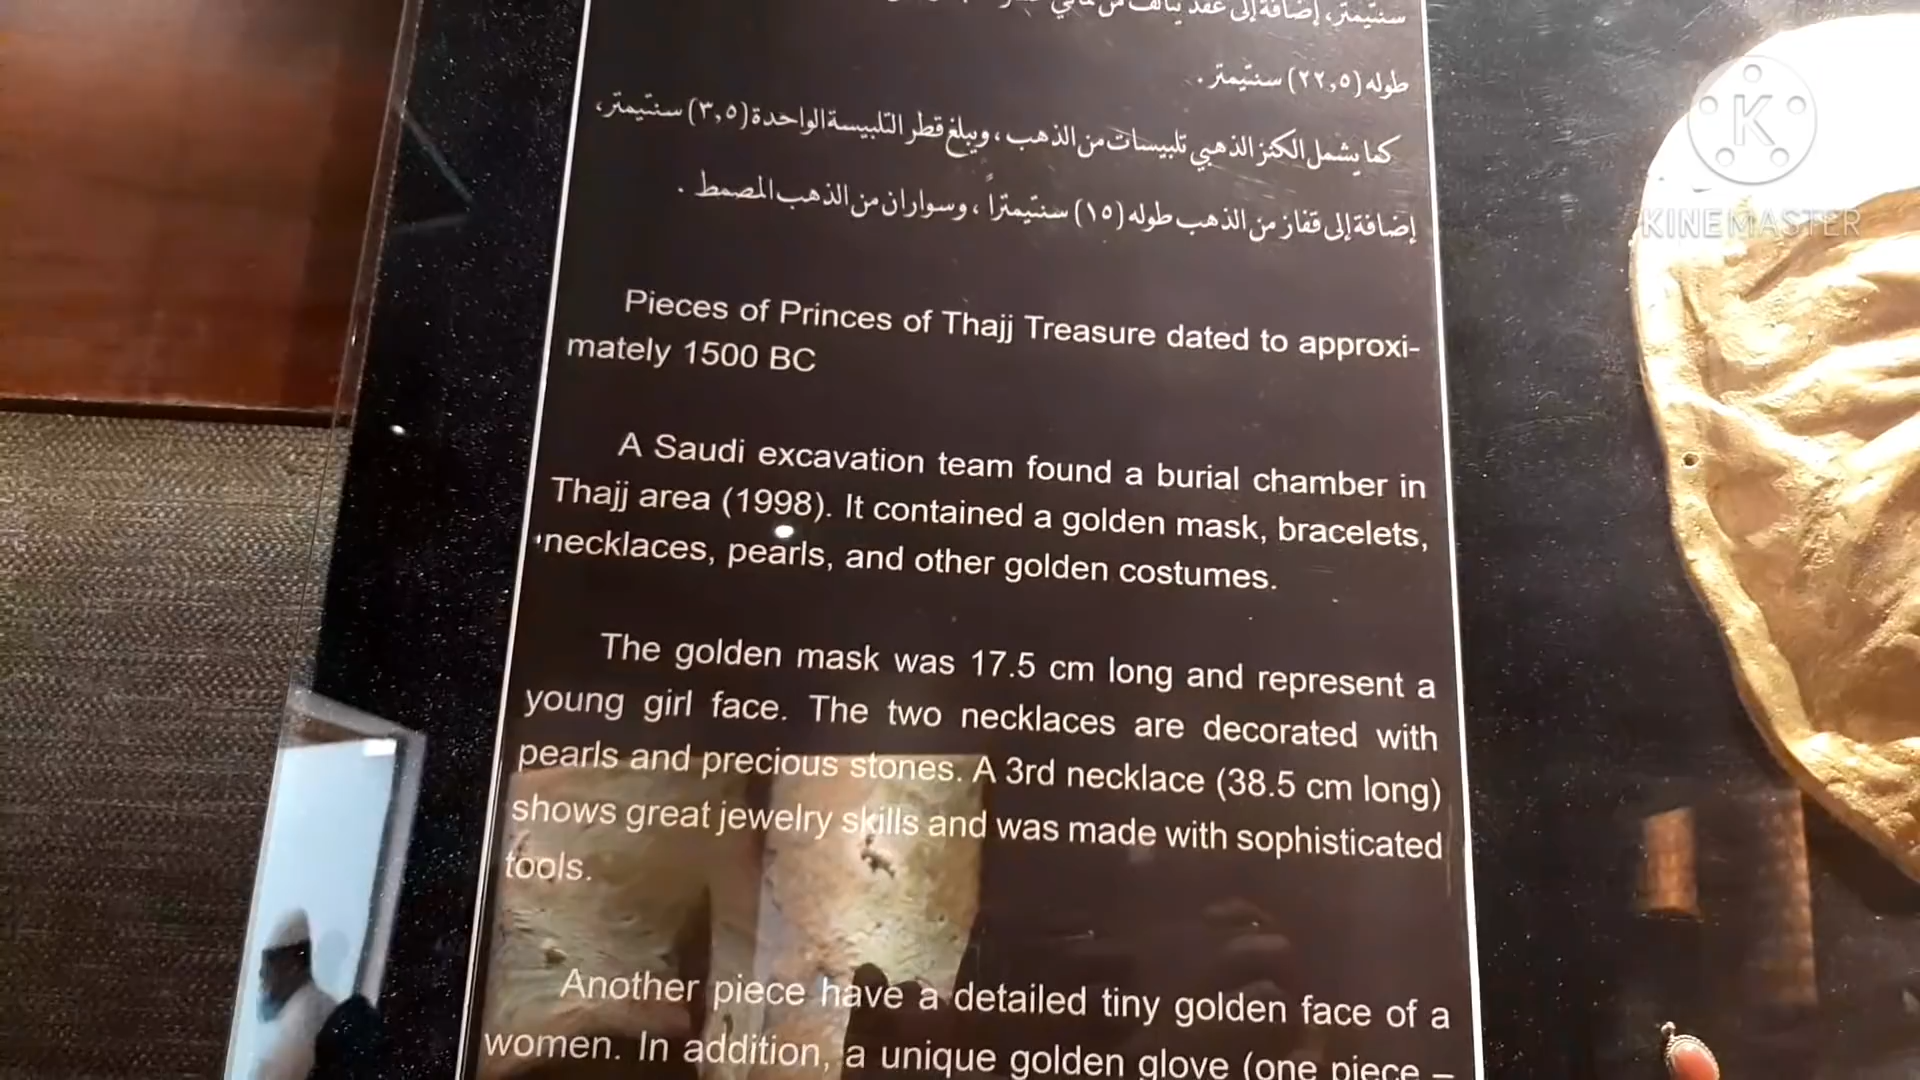 سنتيمتر، إضافة إلى عقد يتألف من
طوله (٢٢,٥) سنتيمتر .
كما يشمل الكنز الذهبي تلبيسات من الذهب ، ويبلغ قطر التلبيسة الواحدة (٣,٥) سنتيمتر،
إضافة إلى قفاز من الذهب طوله (١٥) سنتيمتراً ، وسواران من الذهب المصمط .
Pieces of Princes of Thajj Treasure dated to approxi-
mately 1500 BC
A Saudi excavation team found a burial chamber in
Thajj area (1998). It contained a golden mask, bracelets,
necklaces, pearls, and other golden costumes.
The golden mask was 17.5 cm long and represent a
young girl face. The two necklaces are decorated with
pearls and precious stones. A 3rd necklace (38.5 cm long)
shows great jewelry skills and was made with sophisticated
tools.
Another piece have a detailed tiny golden face of a
women. In addition, a unique golden glove (one piece –
K
KINEMASTER